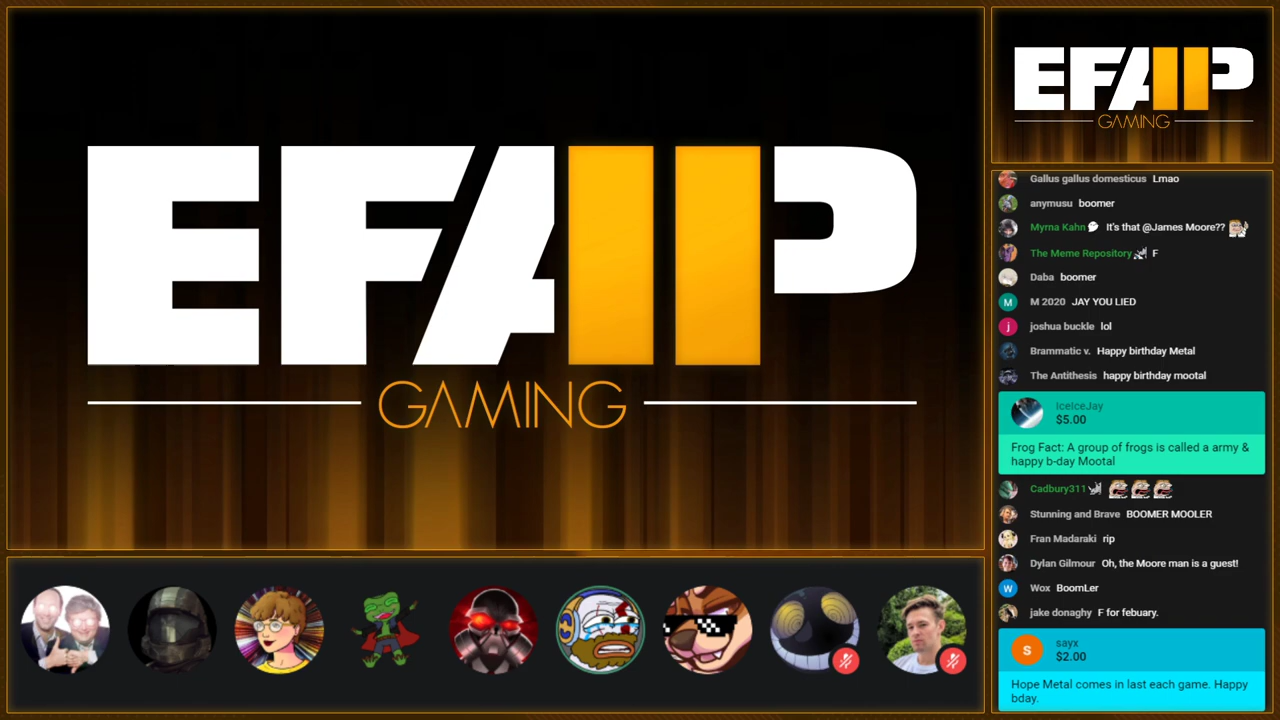 EFAP
GAMING
EFAP
GAMING
Gallus gallus domesticus Lmao
anymusu boomer
Myrna Kahn It's that @James Moore??
The Meme Repository F
Daba boomer
M
M 2020 JAY YOU LIED
j
joshua buckle lol
Brammatic v. Happy birthday Metal
The Antithesis happy birthday mootal
IceIceJay
$5.00
Frog Fact: A group of frogs is called a army &
happy b-day Mootal
Cadbury311
Stunning and Brave BOOMER MOOLER
Fran Madaraki rip
Dylan Gilmour Oh, the Moore man is a guest!
W
Wox BoomLer
jake donaghy F for febuary.
S
sayx
$2.00
Hope Metal comes in last each game. Happy
bday.